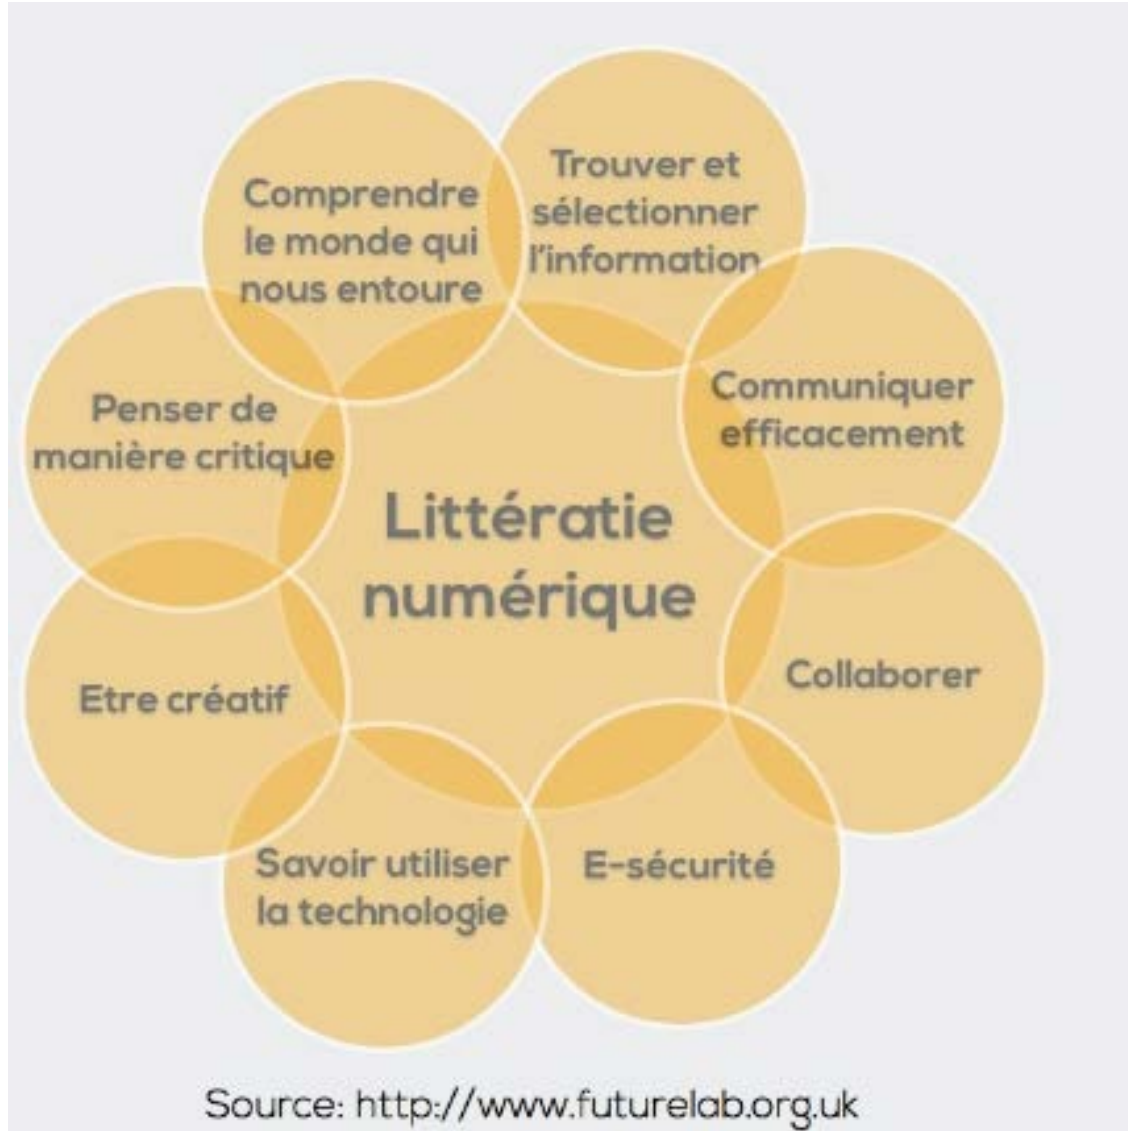 Trouver et
sélectionner
l'information
Comprendre
le monde qui
nous entoure
Communiquer
efficacement
Penser de
manière critique
Littératie
numérique
Collaborer
Etre créatif
Savoir utiliser
la technologie
E-sécurité
Source: http://www.futurelab.org.uk